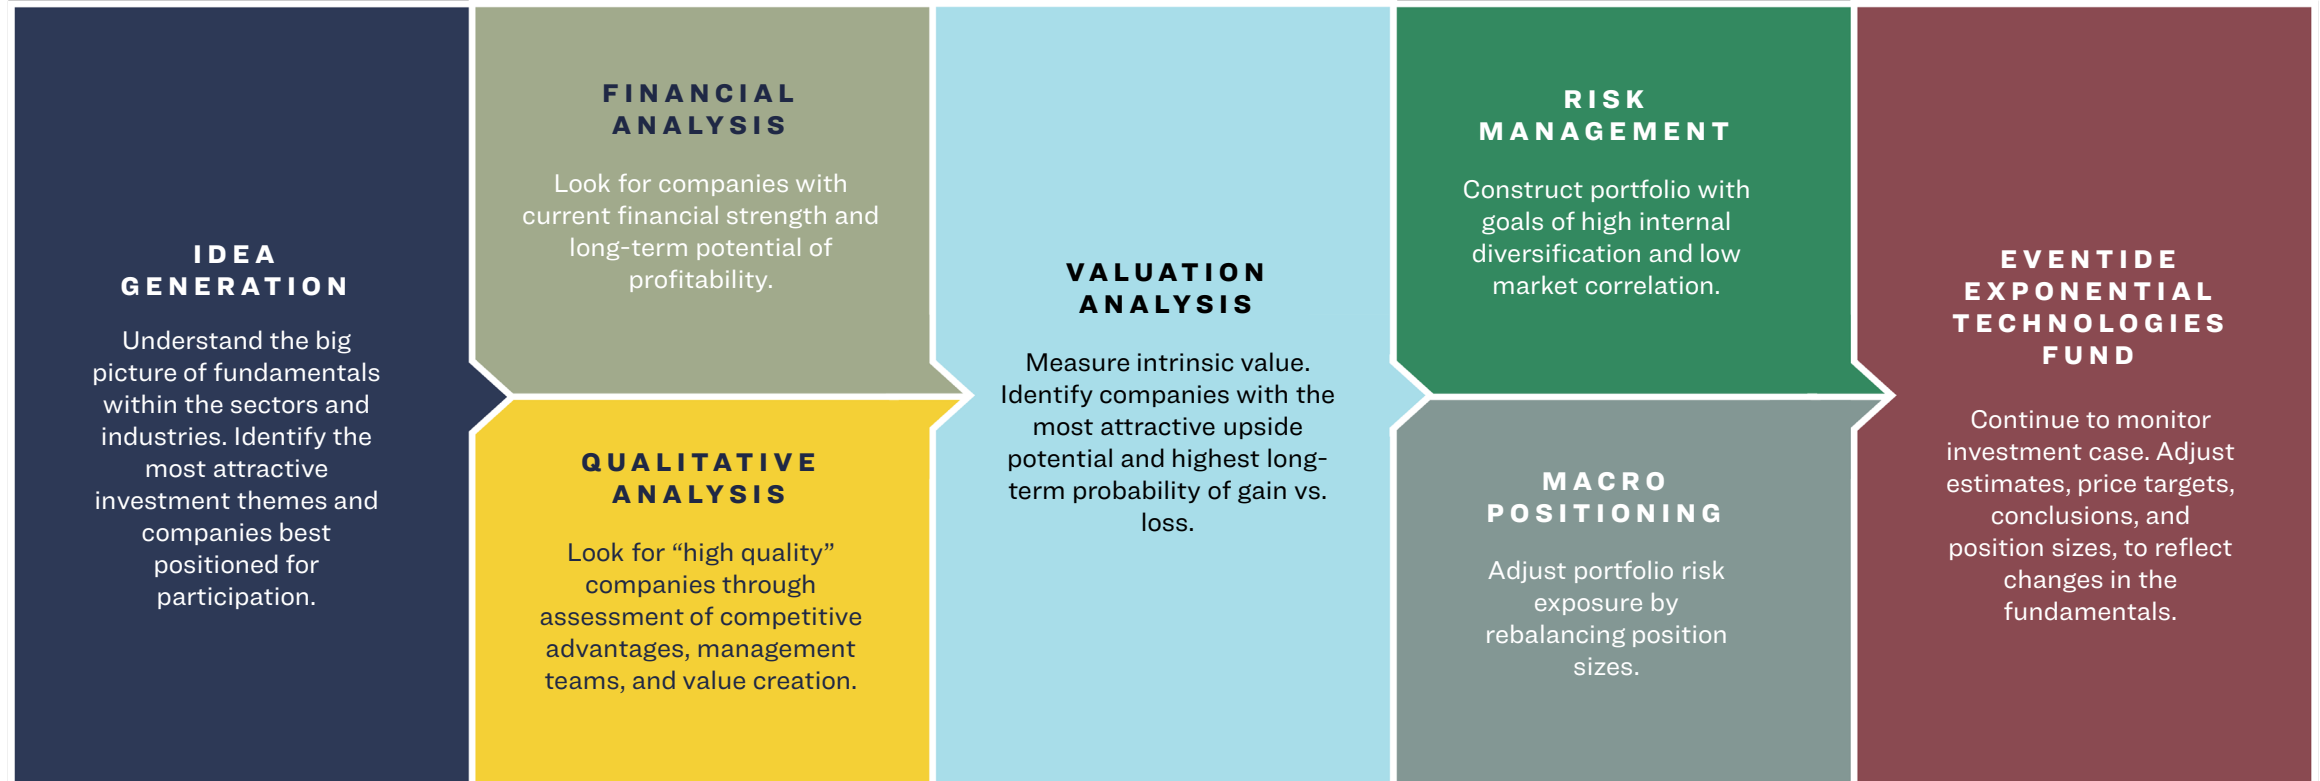 IDEA
GENERATION
Understand the big
picture of fundamentals
within the sectors and
industries. Identify the
most attractive
investment themes and
companies best
positioned for
participation.
FINANCIAL
ANALYSIS
Look for companies with
current financial strength and
long-term potential of
profitability.
QUALITATIVE
ANALYSIS
Look for “high quality”
companies through
assessment of competitive
advantages, management
teams, and value creation.
VALUATION
ANALYSIS
Measure intrinsic value.
Identify companies with the
most attractive upside
potential and highest long-
term probability of gain vs.
loss.
RISK
MANAGEMENT
Construct portfolio with
goals of high internal
diversification and low
market correlation.
MACRO
POSITIONING
Adjust portfolio risk
exposure by
rebalancing position
sizes.
EVENTIDE
EXPONENTIAL
TECHNOLOGIES
FUND
Continue to monitor
investment case. Adjust
estimates, price targets,
conclusions, and
position sizes, to reflect
changes in the
fundamentals.